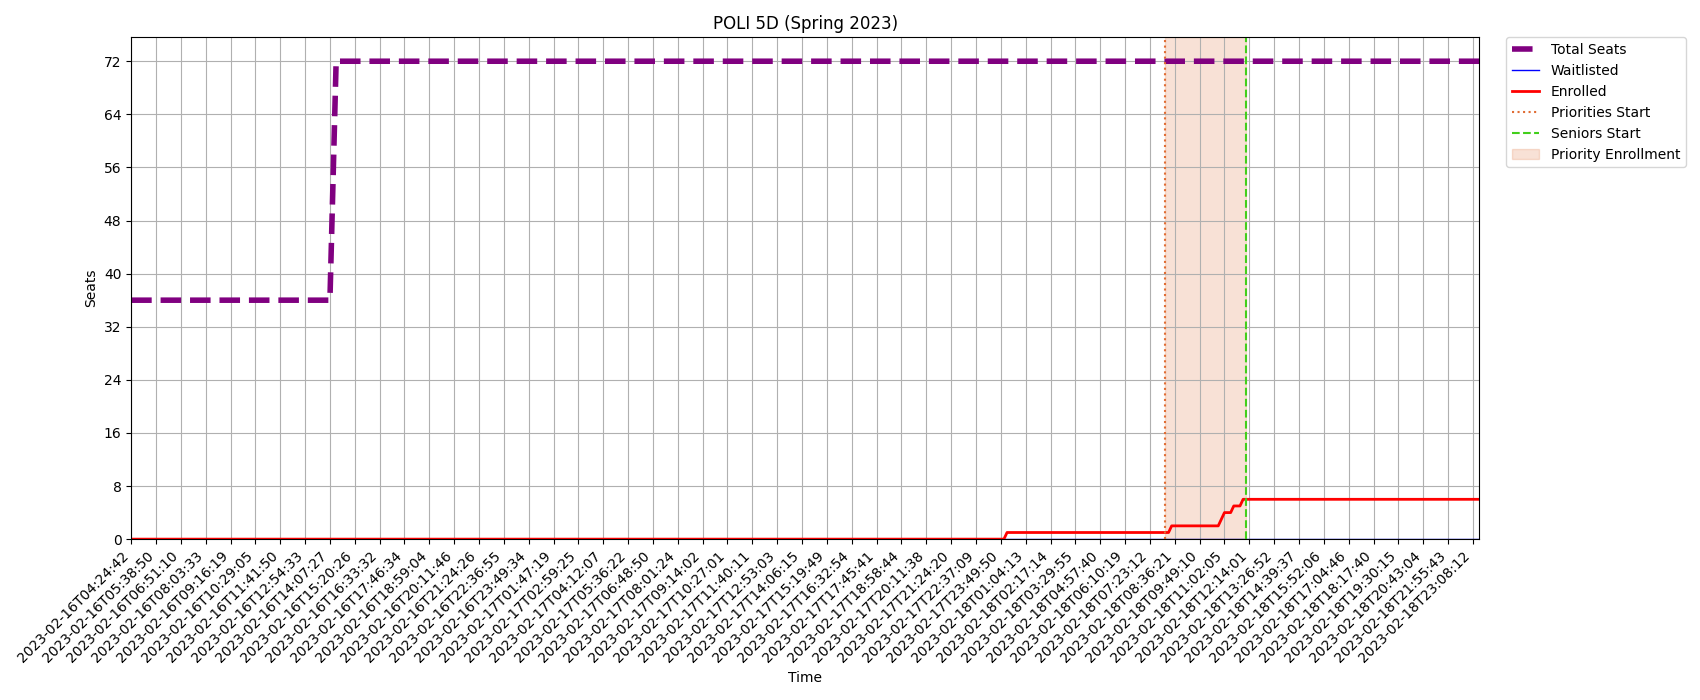 POLI 5D (Spring 2023)
Total Seats
Waitlisted
Enrolled
Priorities Start
Seniors Start
Priority Enrollment
72
64
56
48
40
32
24
16
8
0
Seats
2023-02-16T04:24:42
2023-02-16T05:38:50
2023-02-16T06:51:10
2023-02-16T08:03:33
2023-02-16T09:16:19
2023-02-16T10:29:05
2023-02-16T11:41:50
2023-02-16T12:54:33
2023-02-16T14:07:27
2023-02-16T15:20:26
2023-02-16T16:33:32
2023-02-16T17:46:34
2023-02-16T18:59:04
2023-02-16T20:11:46
2023-02-16T21:24:26
2023-02-16T22:36:55
2023-02-16T23:49:34
2023-02-17T01:47:19
2023-02-17T02:59:25
2023-02-17T04:12:07
2023-02-17T05:36:22
2023-02-17T06:48:50
2023-02-17T08:01:24
2023-02-17T09:14:02
2023-02-17T10:27:01
2023-02-17T11:40:11
2023-02-17T12:53:03
2023-02-17T14:06:15
2023-02-17T15:19:49
2023-02-17T16:32:54
2023-02-17T17:45:41
2023-02-17T18:58:44
2023-02-17T20:11:38
2023-02-17T21:24:20
2023-02-17T22:37:09
2023-02-17T23:49:50
2023-02-18T01:04:13
2023-02-18T02:17:14
2023-02-18T03:29:55
2023-02-18T04:57:40
2023-02-18T06:10:19
2023-02-18T07:23:12
2023-02-18T08:36:21
2023-02-18T09:49:10
2023-02-18T11:02:05
2023-02-18T12:14:01
2023-02-18T13:26:52
2023-02-18T14:39:37
2023-02-18T15:52:06
2023-02-18T17:04:46
2023-02-18T18:17:40
2023-02-18T19:30:15
2023-02-18T20:43:04
2023-02-18T21:55:43
2023-02-18T23:08:12
Time